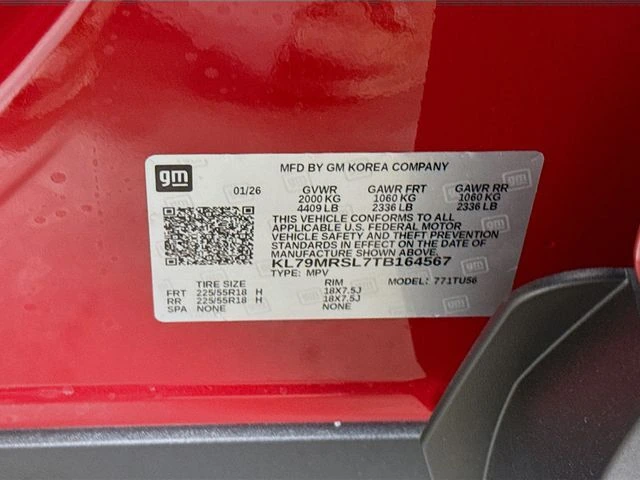 gm
MFD BY GM KOREA COMPANY
01/26 GVWR GAWR FRT GAWR RR
2000 KG 1060 KG 1060 KG
4409 LB 2336 LB 2336 LB
THIS VEHICLE CONFORMS TO ALL
APPLICABLE U.S. FEDERAL MOTOR
VEHICLE SAFETY AND THEFT PREVENTION
STANDARDS IN EFFECT ON THE DATE OF
MANUFACTURE SHOWN ABOVE.
KL79MRSL7TB164567
TYPE: MPV MODEL: 771TU56
TIRE SIZE RIM
FRT 225/55R18 H 18X7.5J
RR 225/55R18 H 18X7.5J
SPA NONE NONE